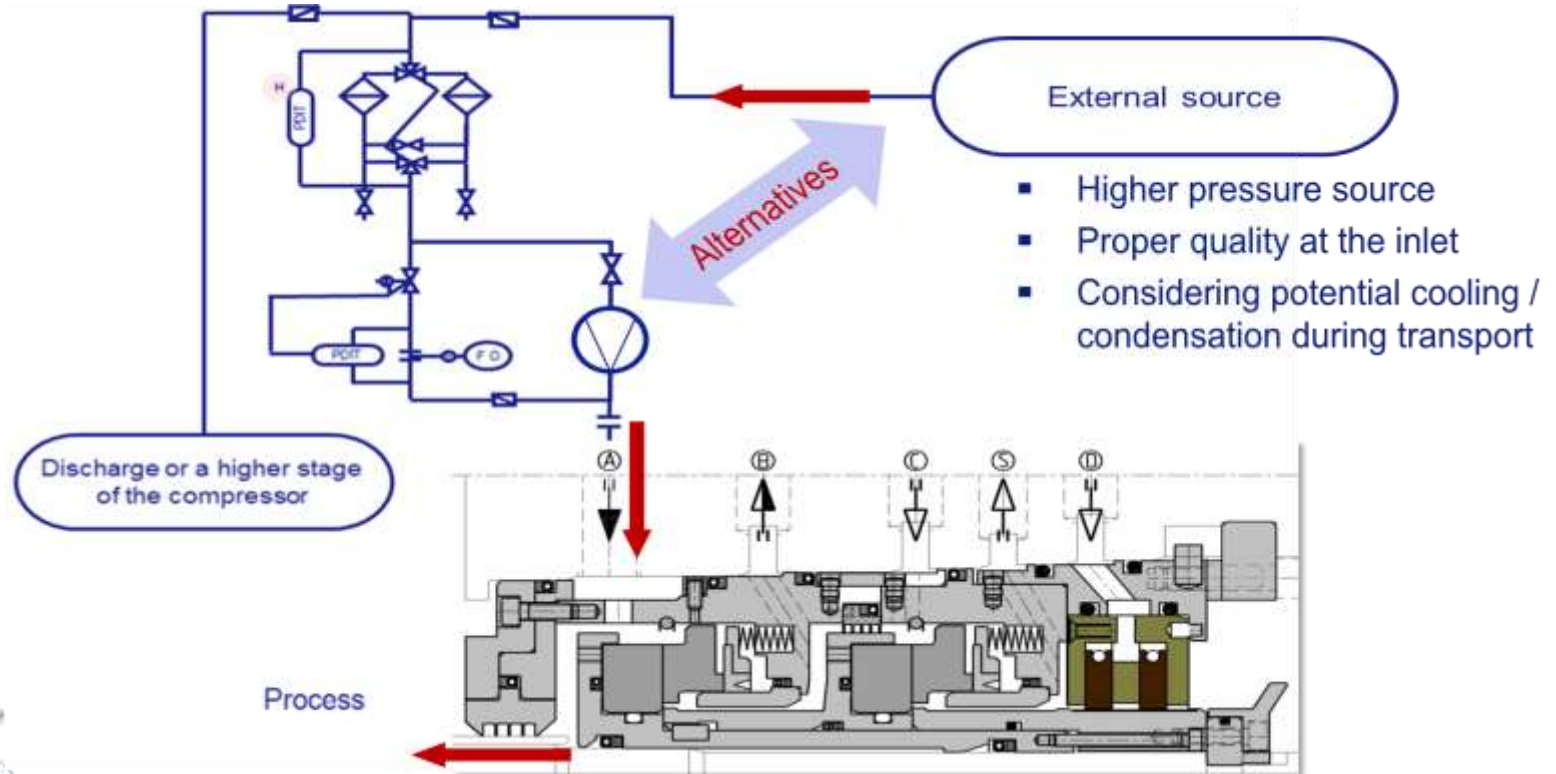 External source
H
PDIT
Alternatives
▪ Higher pressure source
▪ Proper quality at the inlet
▪ Considering potential cooling /
condensation during transport
PDIT
F O
Discharge or a higher stage
of the compressor
A
B
C
S
D
Process